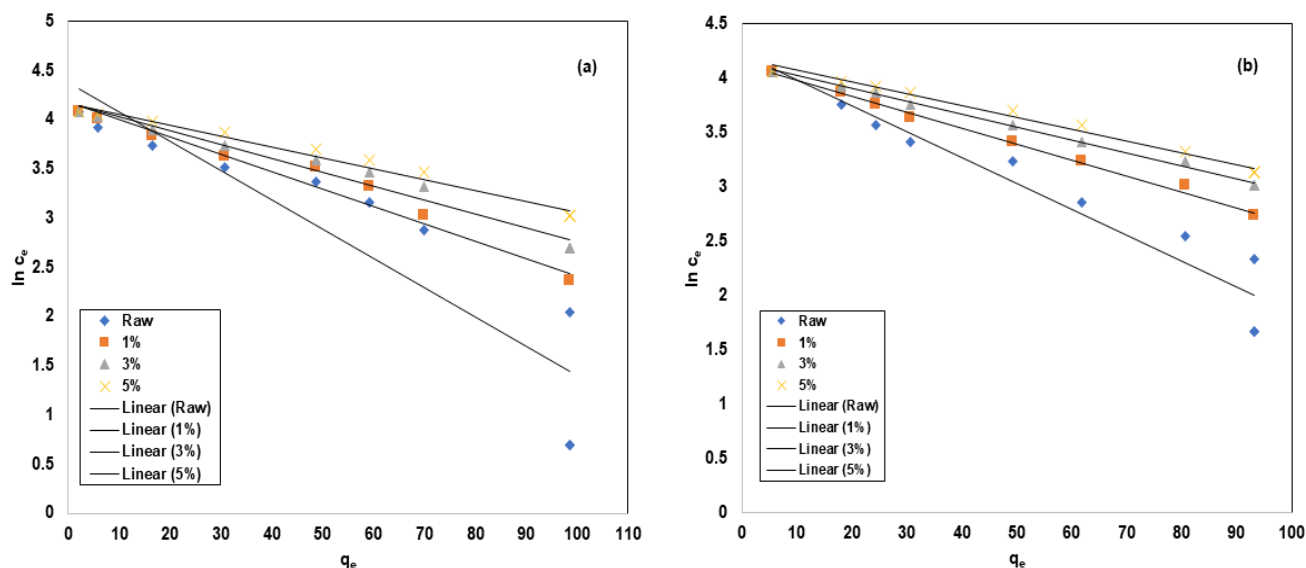 5
4.5
4
3.5
3
2.5
2
1.5
1
0.5
0
ln cₑ
(a)
Raw
1%
3%
5%
Linear (Raw)
Linear (1%)
Linear (3%)
Linear (5%)
0 10 20 30 40 50 60 70 80 90 100 110
qₑ
4.5
4
3.5
3
2.5
2
1.5
1
0.5
0
ln cₑ
(b)
Raw
1%
3%
5%
Linear (Raw)
Linear (1%)
Linear (3%)
Linear (5%)
0 10 20 30 40 50 60 70 80 90 100
qₑ